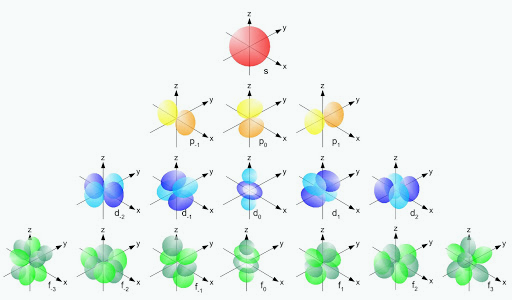 z
y
x
s
z y x p-1
z y x p0
z y x p1
z y x d-2
z y x d-1
z y x d0
z y x d1
z y x d2
z y x f-3
z y x f-2
z y x f-1
z y x f0
z y x f1
z y x f2
z y x f3